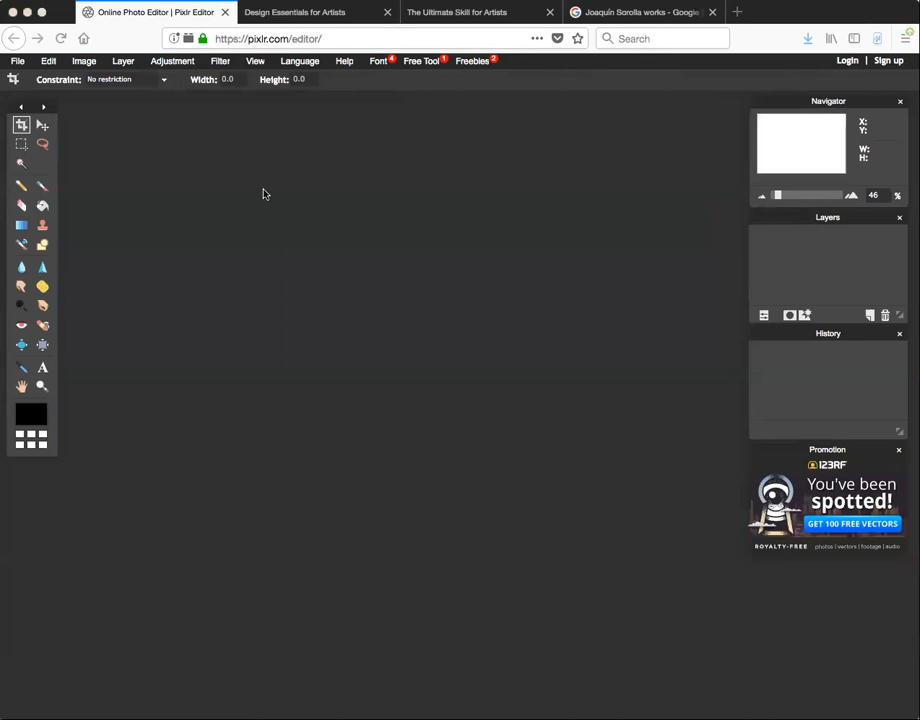 Online Photo Editor | Pixlr Editor
Design Essentials for Artists
The Ultimate Skill for Artists
Joaquín Sorolla works - Google
https://pixlr.com/editor/
Search
File Edit Image Layer Adjustment Filter View Language Help Font 4 Free Tool 1 Freebies 2 Login | Sign up
Constraint: No restriction Width: 0.0 Height: 0.0
Navigator
X:
Y:
W:
H:
46 %
Layers
History
Promotion
123RF
You've been
spotted!
GET 100 FREE VECTORS
ROYALTY-FREE photos | vectors | footage | audio
A